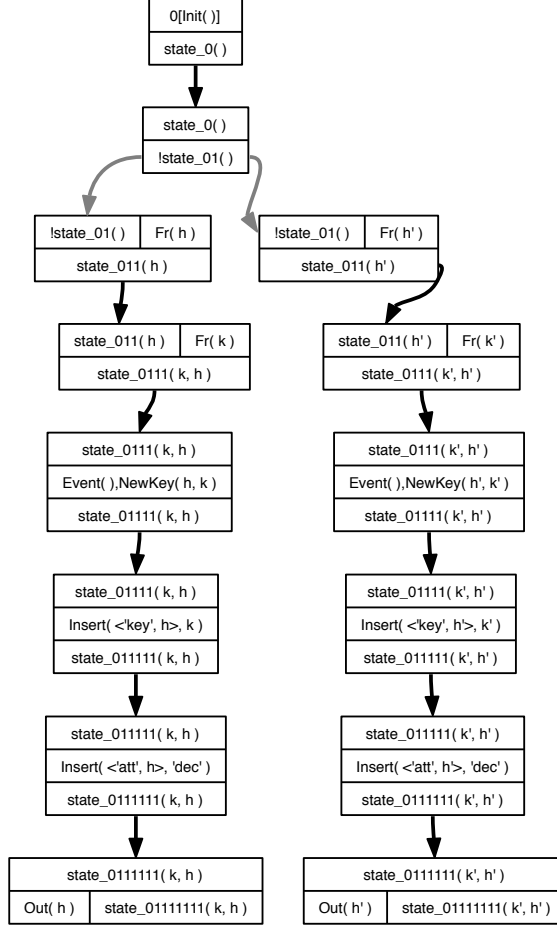 0[Init( )]
state_0( )
state_0( )
!state_01( )
!state_01( ) Fr( h )
state_011( h )
!state_01() Fr( h' )
state_011( h' )
state_011( h ) Fr( k )
state_0111( k, h )
state_011( h' ) Fr( k' )
state_0111( k', h' )
state_0111( k, h )
Event( ),NewKey( h, k )
state_01111( k, h )
state_0111( k', h' )
Event( ),NewKey( h', k' )
state_01111( k', h' )
state_01111( k, h )
Insert( <'key', h>, k )
state_011111( k, h )
state_01111( k', h' )
Insert( <'key', h'>, k' )
state_011111( k', h' )
state_011111( k, h )
Insert( <'att', h>, 'dec' )
state_0111111( k, h )
state_011111( k', h' )
Insert( <'att', h'>, 'dec' )
state_0111111( k', h' )
state_0111111( k, h )
Out( h ) state_01111111( k, h )
state_0111111( k', h' )
Out( h' ) state_01111111( k', h' )